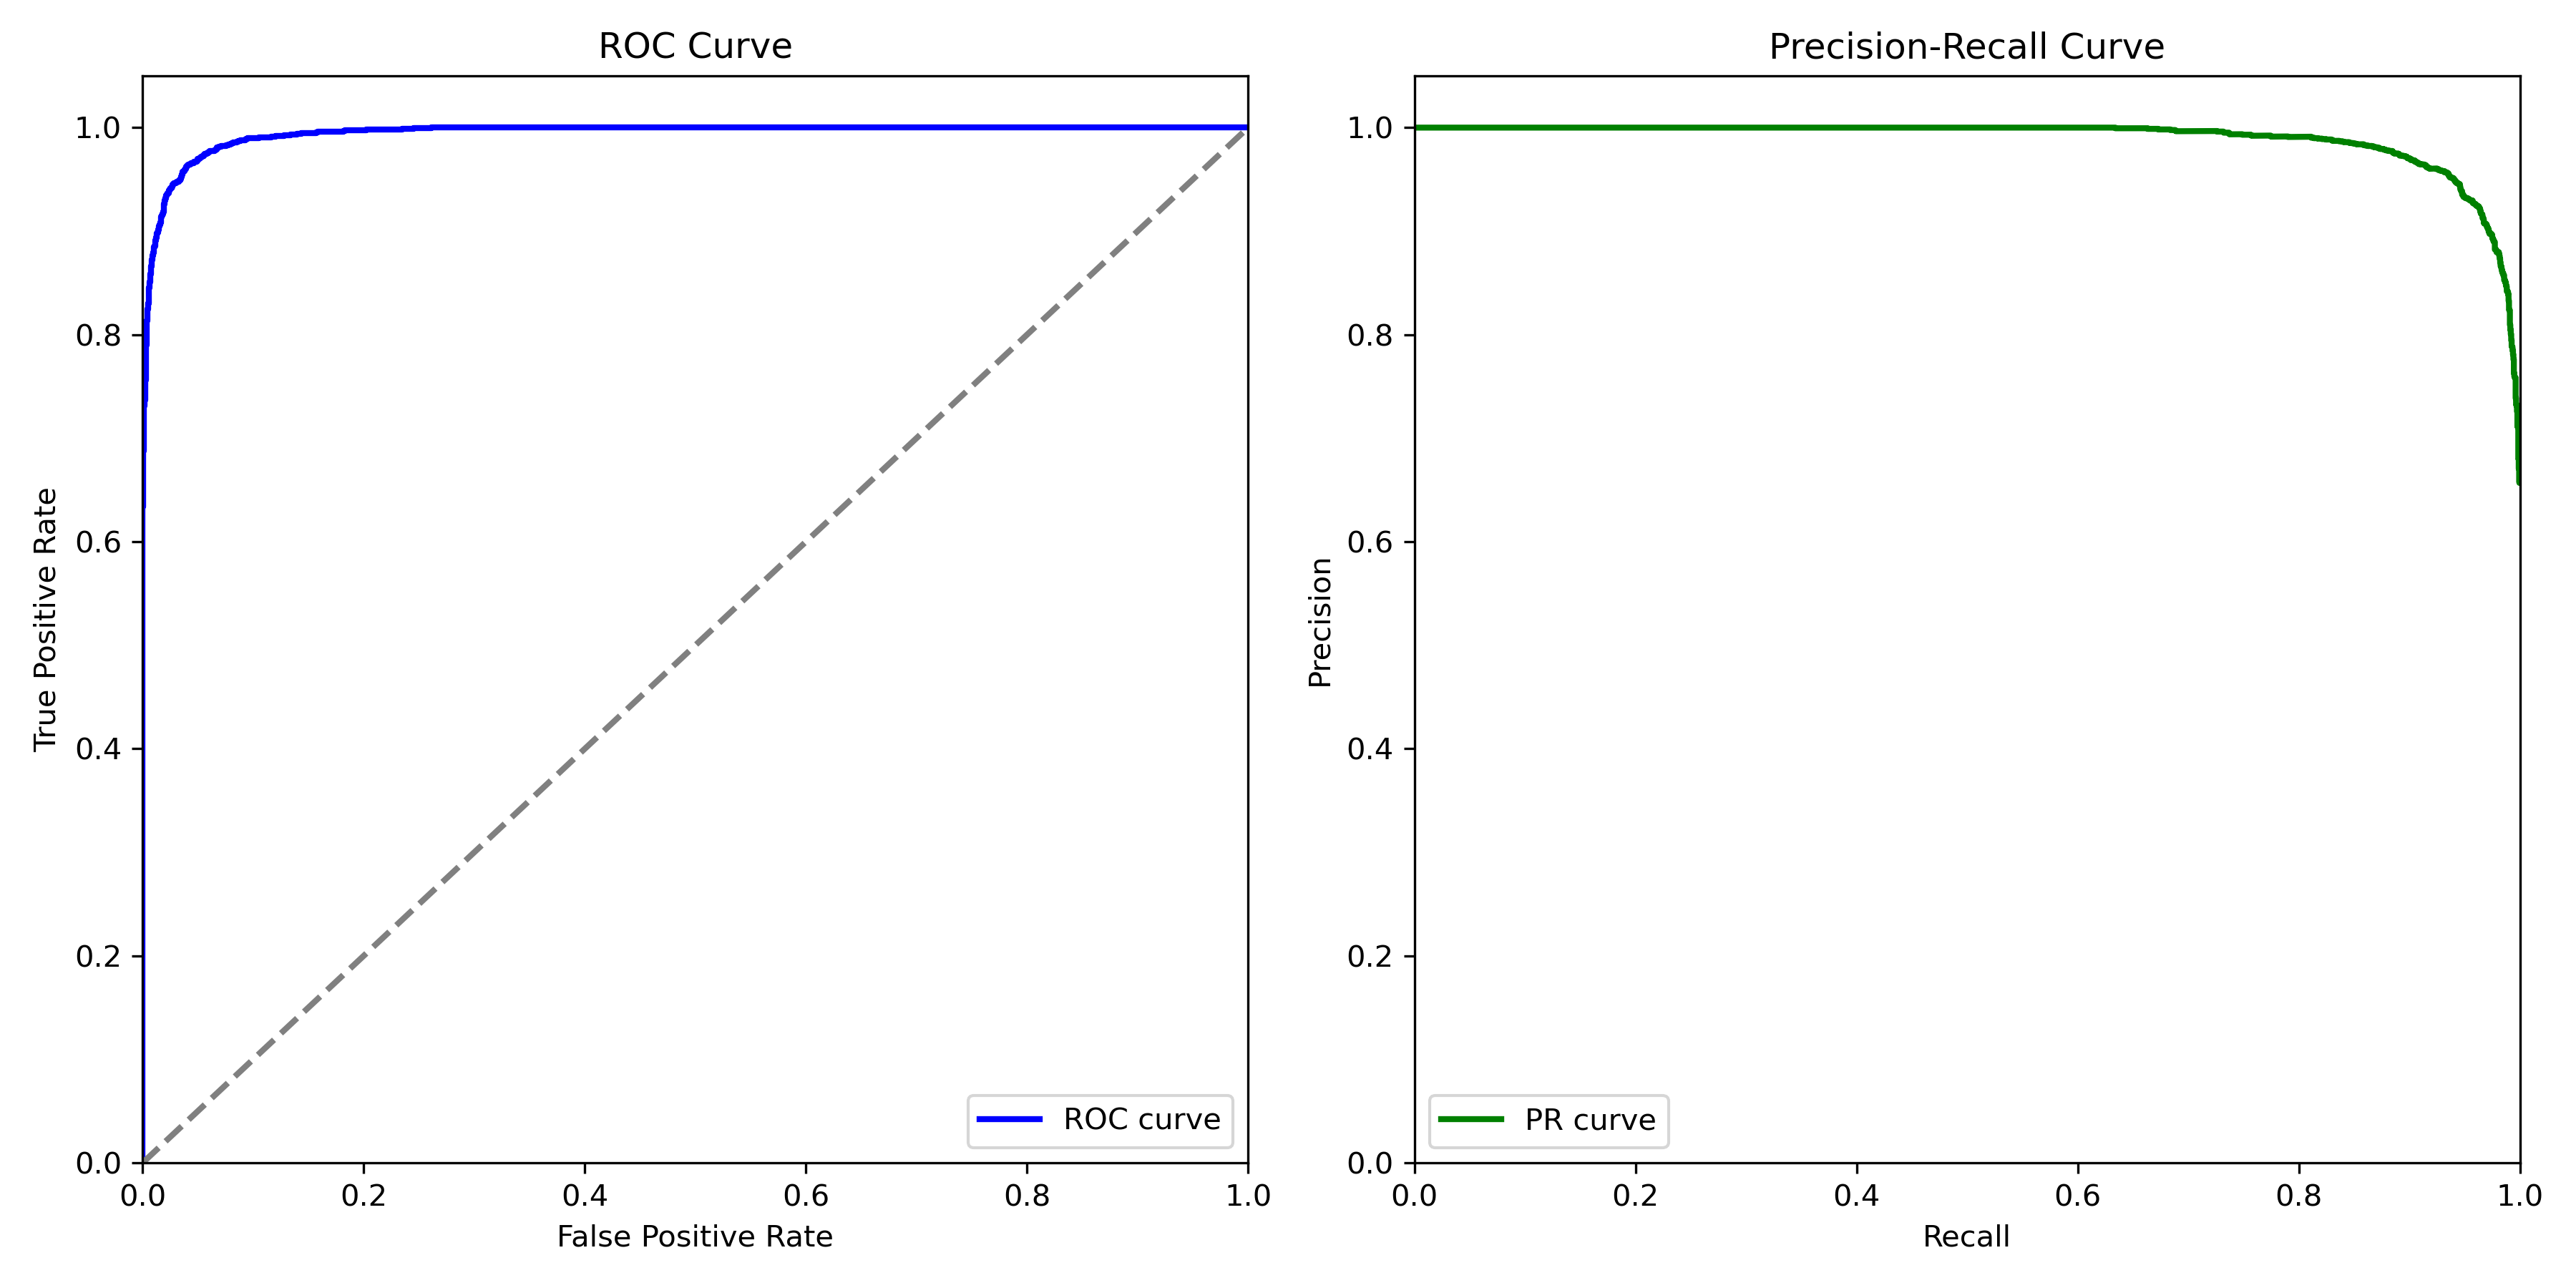 ROC Curve
1.0
0.8
0.6
0.4
0.2
0.0
True Positive Rate
0.0 0.2 0.4 0.6 0.8 1.0
False Positive Rate
ROC curve
Precision-Recall Curve
1.0
0.8
0.6
0.4
0.2
0.0
Precision
0.0 0.2 0.4 0.6 0.8 1.0
Recall
PR curve